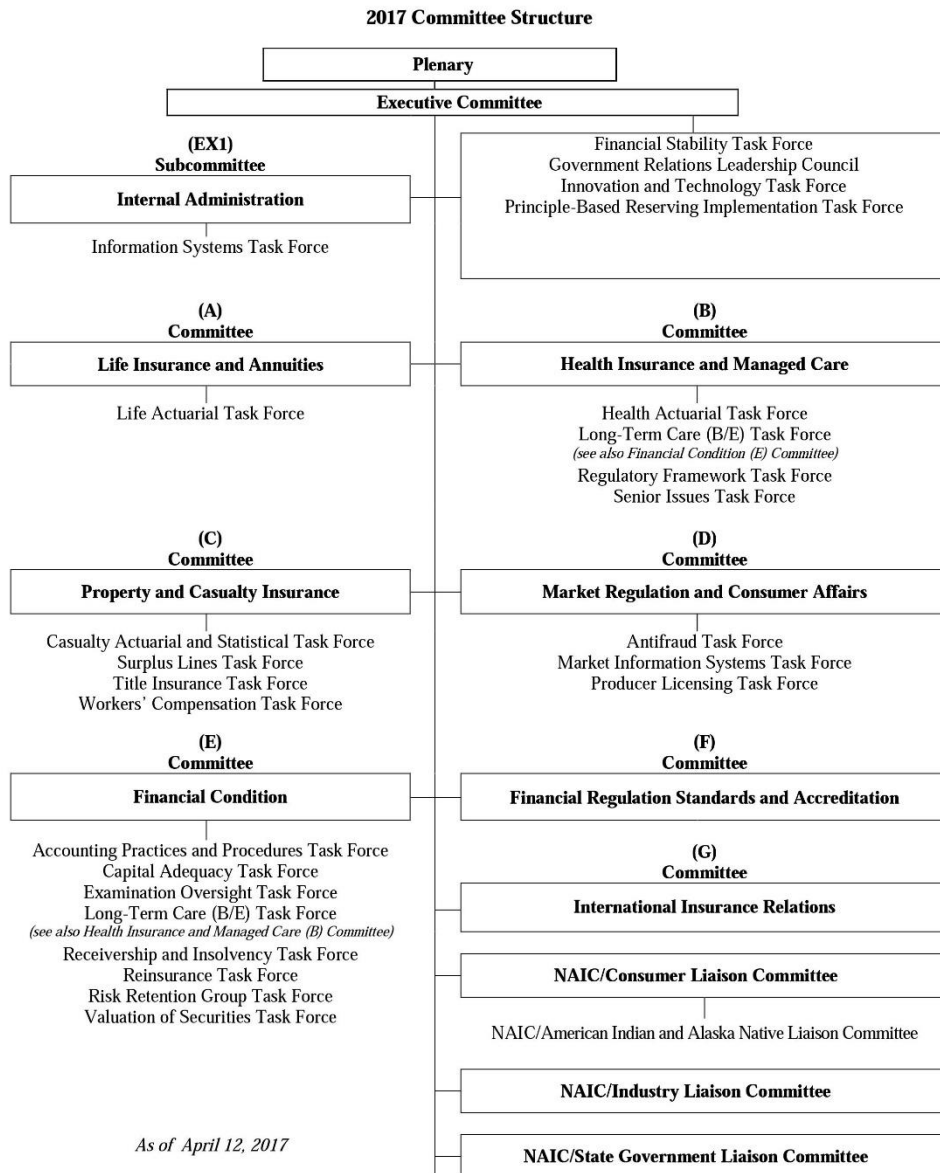 2017 Committee Structure
Plenary
Executive Committee
(EX1)
Subcommittee
Internal Administration
Information Systems Task Force
Financial Stability Task Force
Government Relations Leadership Council
Innovation and Technology Task Force
Principle-Based Reserving Implementation Task Force
(A)
Committee
Life Insurance and Annuities
Life Actuarial Task Force
(B)
Committee
Health Insurance and Managed Care
Health Actuarial Task Force
Long-Term Care (B/E) Task Force
(see also Financial Condition (E) Committee)
Regulatory Framework Task Force
Senior Issues Task Force
(C)
Committee
Property and Casualty Insurance
Casualty Actuarial and Statistical Task Force
Surplus Lines Task Force
Title Insurance Task Force
Workers’ Compensation Task Force
(D)
Committee
Market Regulation and Consumer Affairs
Antifraud Task Force
Market Information Systems Task Force
Producer Licensing Task Force
(E)
Committee
Financial Condition
Accounting Practices and Procedures Task Force
Capital Adequacy Task Force
Examination Oversight Task Force
Long-Term Care (B/E) Task Force
(see also Health Insurance and Managed Care (B) Committee)
Receivership and Insolvency Task Force
Reinsurance Task Force
Risk Retention Group Task Force
Valuation of Securities Task Force
(F)
Committee
Financial Regulation Standards and Accreditation
(G)
Committee
International Insurance Relations
NAIC/Consumer Liaison Committee
NAIC/American Indian and Alaska Native Liaison Committee
NAIC/Industry Liaison Committee
NAIC/State Government Liaison Committee
As of April 12, 2017